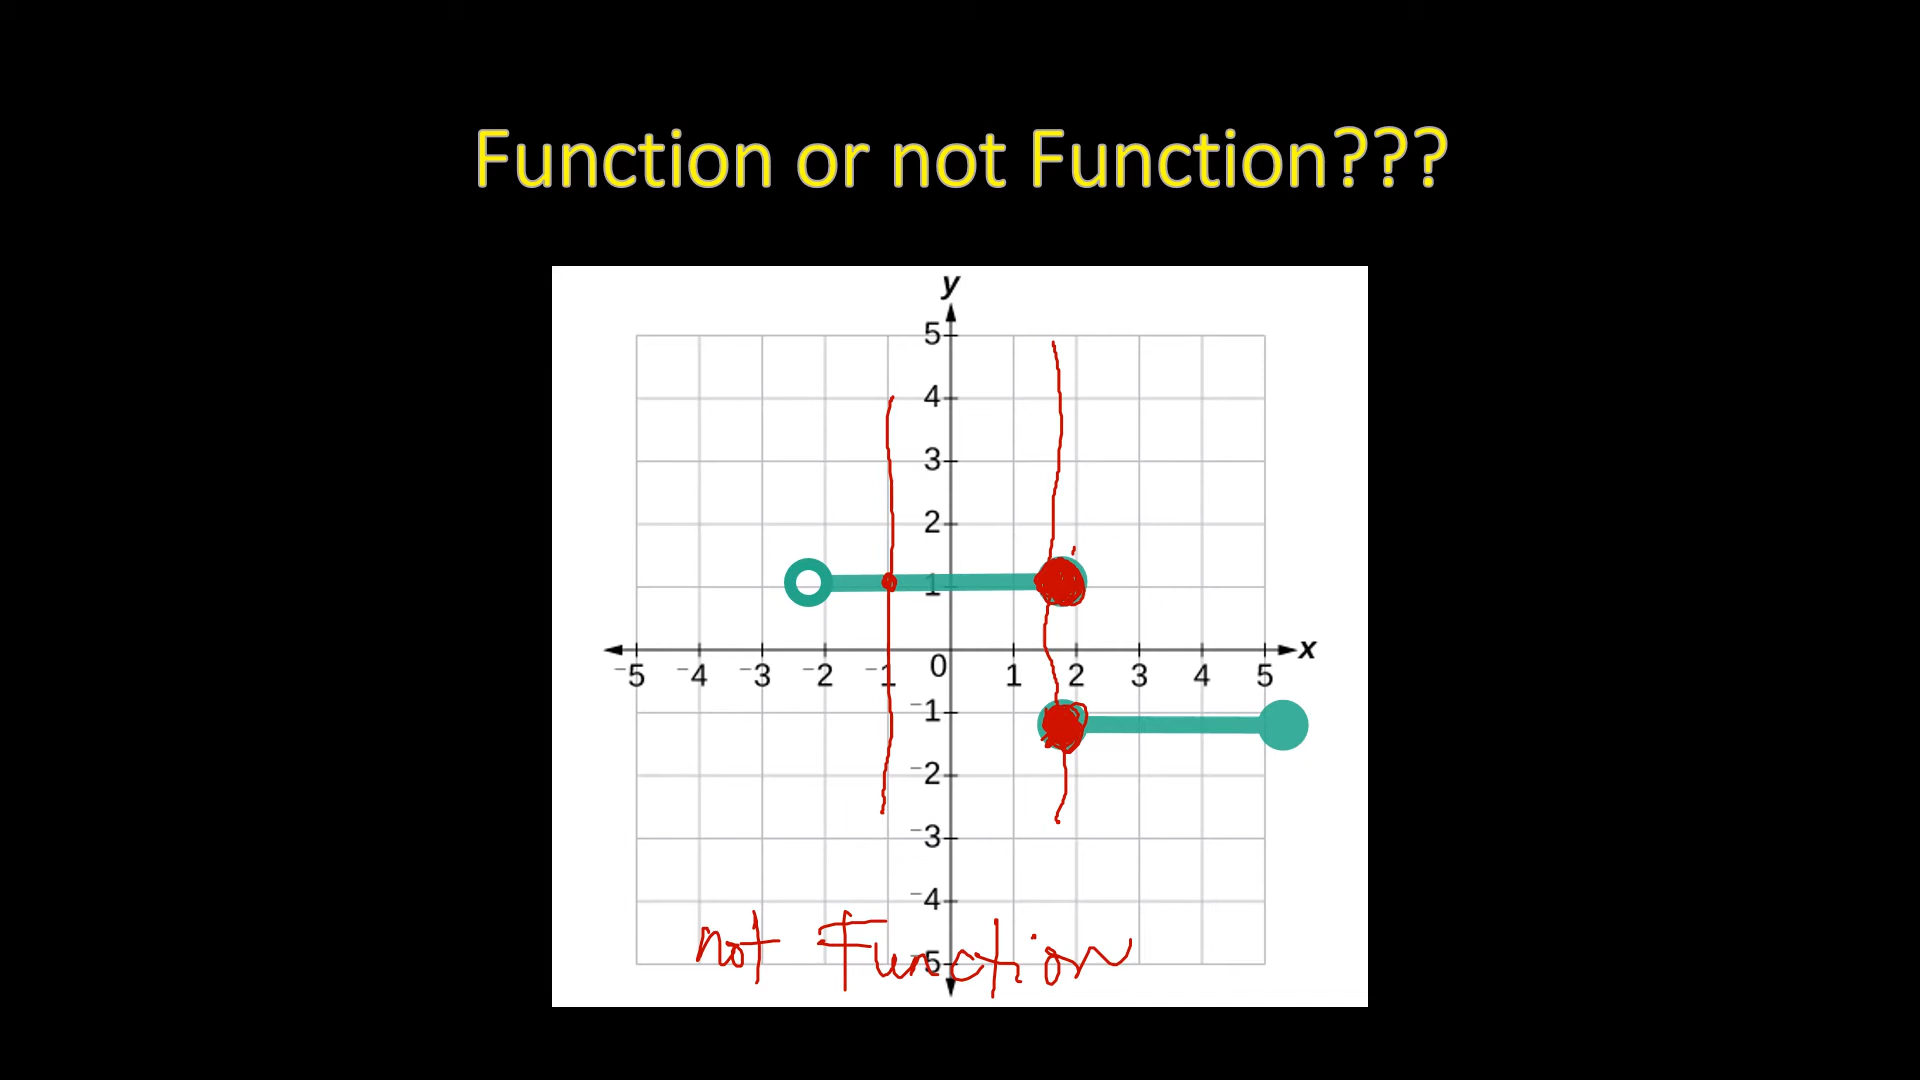 Function or not Function???
y
5
4
3
2
1
-5 -4 -3 -2 -1 0 1 2 3 4 5 x
-1
-2
-3
-4
-5
not Function